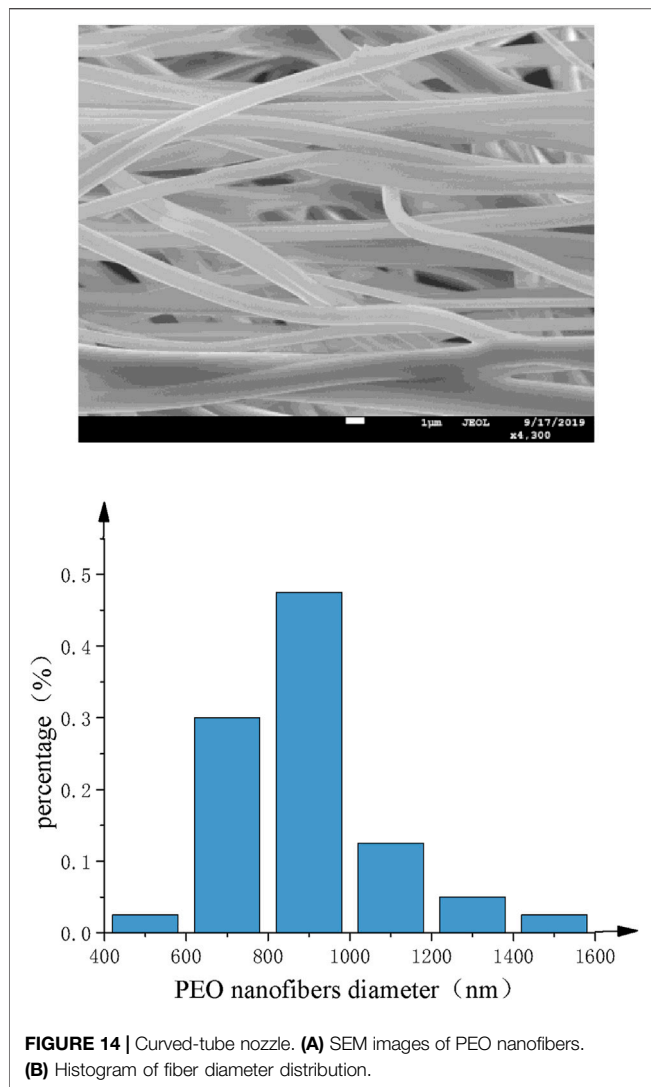 1μm JEOL 9/17/2019
x4,300
0.5
0.4
0.3
0.2
0.1
0.0
percentage（%）
400 600 800 1000 1200 1400 1600
PEO nanofibers diameter（nm）
FIGURE 14 | Curved-tube nozzle. (A) SEM images of PEO nanofibers.
(B) Histogram of fiber diameter distribution.